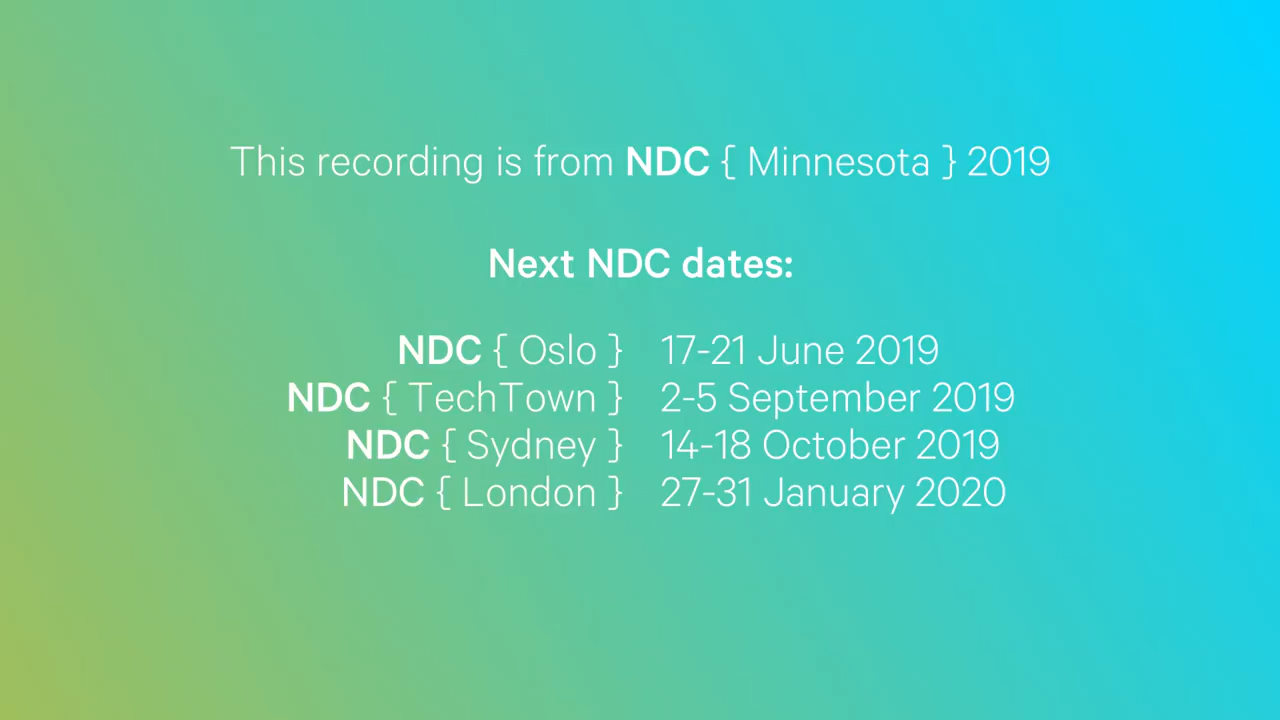 This recording is from NDC { Minnesota } 2019
Next NDC dates:
NDC { Oslo } 17-21 June 2019
NDC { TechTown } 2-5 September 2019
NDC { Sydney } 14-18 October 2019
NDC { London } 27-31 January 2020